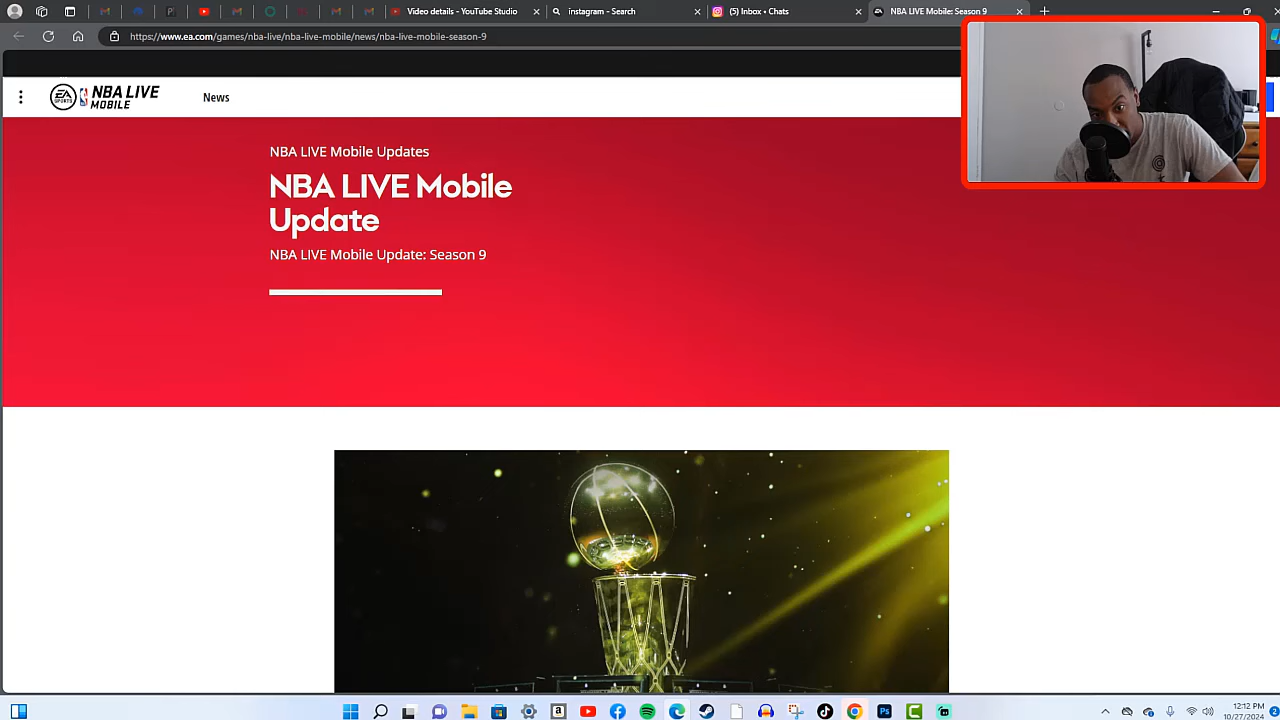 Video details - YouTube Studio
instagram - Search
(5) Inbox • Chats
NBA LIVE Mobile: Season 9
https://www.ea.com/games/nba-live/nba-live-mobile/news/nba-live-mobile-season-9
EA SPORTS
NBA LIVE
MOBILE
News
NBA LIVE Mobile Updates
NBA LIVE Mobile
Update
NBA LIVE Mobile Update: Season 9
12:12 PM
10/27/2024